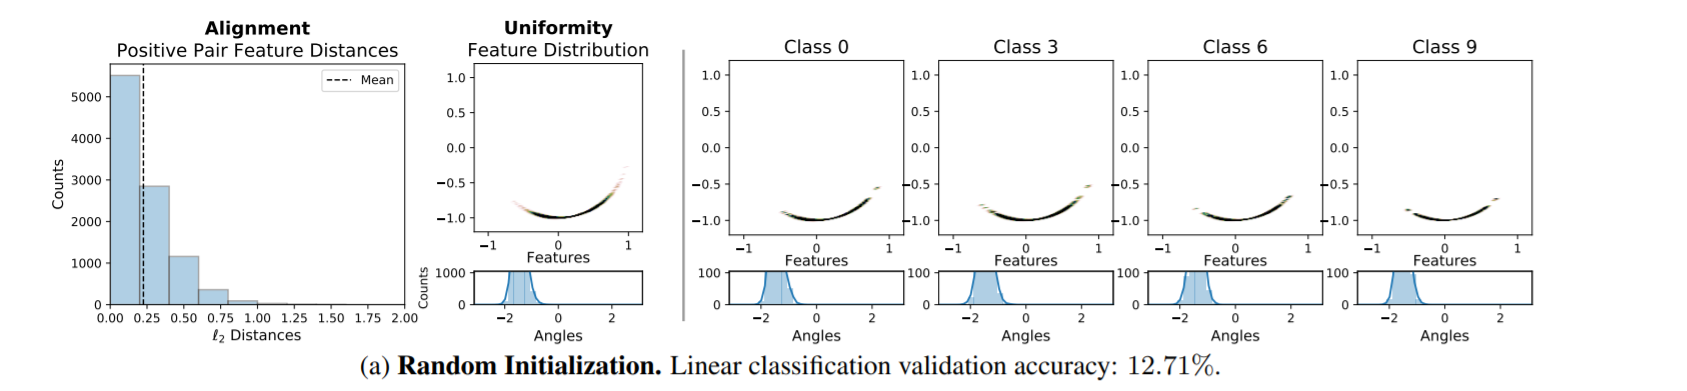 Alignment
Positive Pair Feature Distances
Counts
5000
4000
3000
2000
1000
0
Mean
0.00 0.25 0.50 0.75 1.00 1.25 1.50 1.75 2.00
ℓ2 Distances
Uniformity
Feature Distribution
1.0
0.5
0.0
−0.5
−1.0
−1 0 1
Features
Counts
1000
0
−2 0 2
Angles
Class 0
1.0
0.5
0.0
−0.5
−1.0
−1 0 1
Features
100
0
−2 0 2
Angles
Class 3
1.0
0.5
0.0
−0.5
−1.0
−1 0 1
Features
100
0
−2 0 2
Angles
Class 6
1.0
0.5
0.0
−0.5
−1.0
−1 0 1
Features
100
0
−2 0 2
Angles
Class 9
1.0
0.5
0.0
−0.5
−1.0
−1 0 1
Features
100
0
−2 0 2
Angles
(a) Random Initialization. Linear classification validation accuracy: 12.71%.